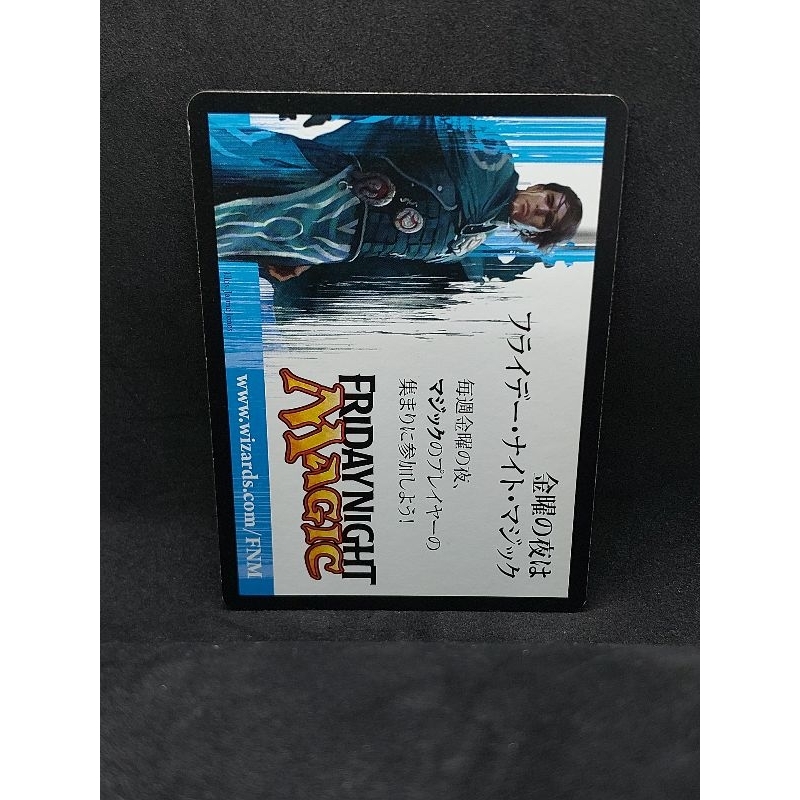 金曜の夜は
フライデー・ナイト・マジック
毎週金曜の夜、
マジックのプレイヤーの
集まりに参加しよう!
FRIDAY NIGHT
MAGIC
www.wizards.com/FNM